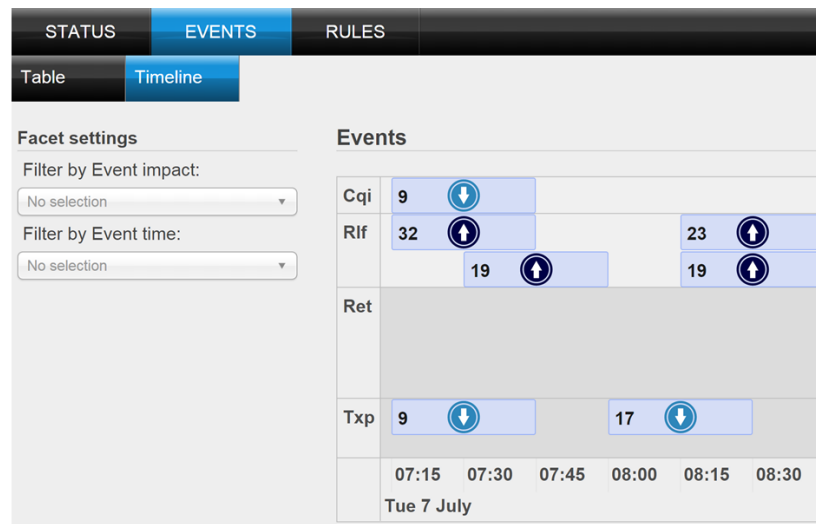 STATUS EVENTS RULES
Table Timeline
Facet settings
Filter by Event impact:
No selection
Filter by Event time:
No selection
Events
Cqi 9
Rlf 32 23
19 19
Ret
Txp 9 17
07:15 07:30 07:45 08:00 08:15 08:30
Tue 7 July